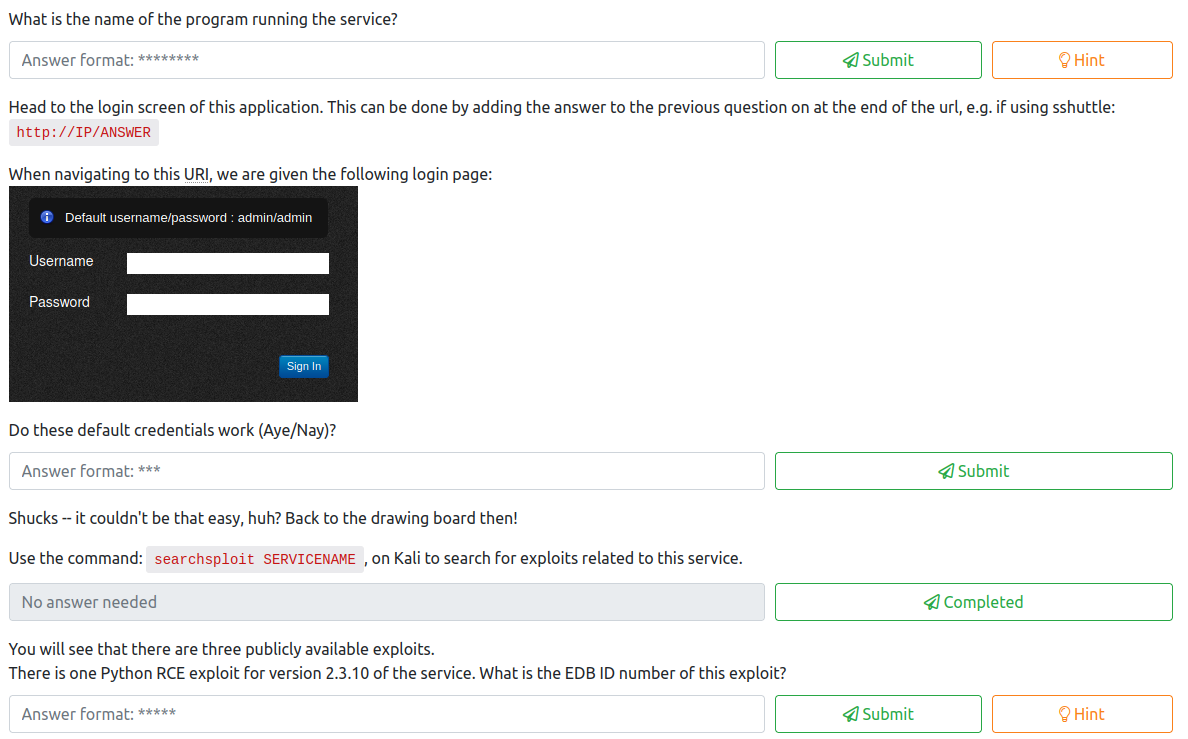 What is the name of the program running the service?
Answer format: ********
Submit
Hint
Head to the login screen of this application. This can be done by adding the answer to the previous question on at the end of the url, e.g. if using sshuttle:
http://IP/ANSWER
When navigating to this URI, we are given the following login page:
Default username/password : admin/admin
Username
Password
Sign In
Do these default credentials work (Aye/Nay)?
Answer format: ***
Submit
Shucks -- it couldn't be that easy, huh? Back to the drawing board then!
Use the command: searchsploit SERVICENAME , on Kali to search for exploits related to this service.
No answer needed
Completed
You will see that there are three publicly available exploits.
There is one Python RCE exploit for version 2.3.10 of the service. What is the EDB ID number of this exploit?
Answer format: *****
Submit
Hint